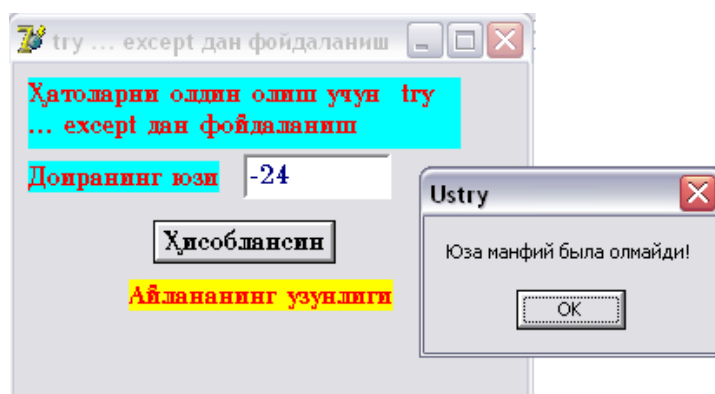 try ... except дан фойдаланиш
Ҳатоларни олдин олиш учун try
... except дан фойдаланиш
Доиранинг юзи
-24
Ustry
Юза манфий была олмайди!
OK
Ҳисоблансин
Айлананинг узунлиги